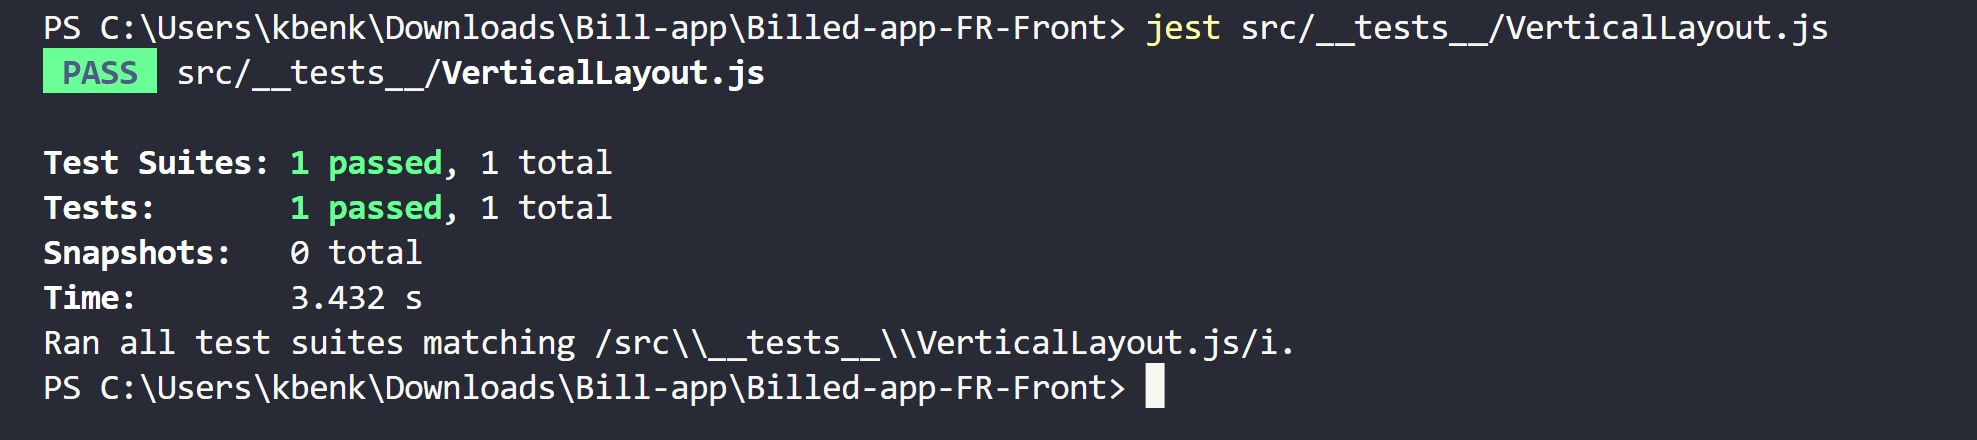 PS C:\Users\kbenk\Downloads\Bill-app\Billed-app-FR-Front> jest src/__tests__/VerticalLayout.js
PASS src/__tests__/VerticalLayout.js
Test Suites: 1 passed, 1 total
Tests: 1 passed, 1 total
Snapshots: 0 total
Time: 3.432 s
Ran all test suites matching /src\\__tests__\\VerticalLayout.js/i.
PS C:\Users\kbenk\Downloads\Bill-app\Billed-app-FR-Front>